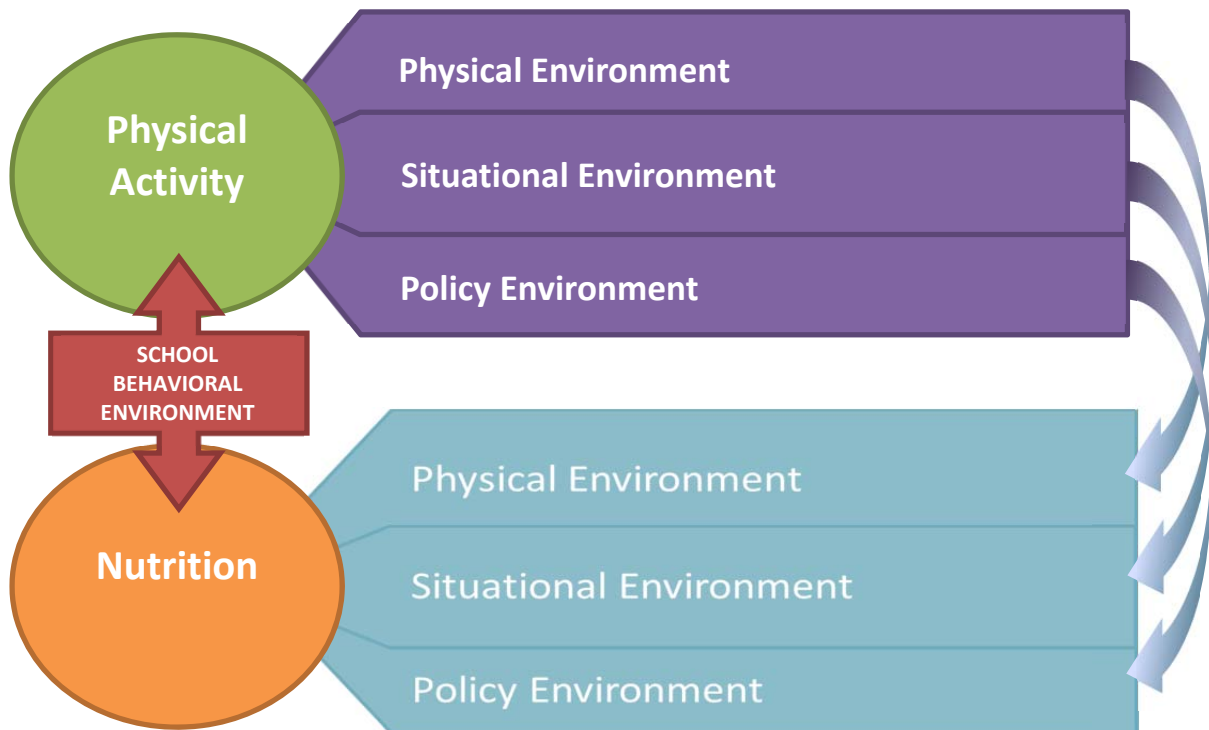 Physical
Activity
Physical Environment
Situational Environment
Policy Environment
SCHOOL
BEHAVIORAL
ENVIRONMENT
Nutrition
Physical Environment
Situational Environment
Policy Environment